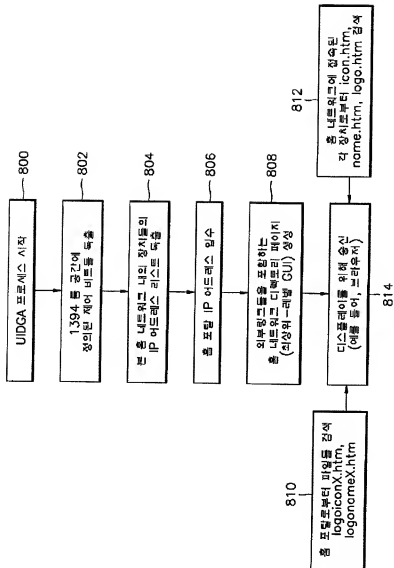 800
UIDGA 프로세스 시작
802
1394 롬 공간에
정의된 제어 비트를 독출
804
본 홈 네트워크 내의 장치들의
IP 어드레스 리스트 독출
806
홈 포탈 IP 어드레스 입수
808
외부링크들을 포함하는
홈 네트워크 디렉토리 페이지
(최상위-레벨 GUI) 생성
810
홈 포탈로부터 파일들 검색
logoiconX.htm,
logonomeX.htm
812
홈 네트워크에 접속된
각 장치로부터 icon.htm,
nome.htm, logo.htm 검색
814
디스플레이를 위해 송신
(예를 들어, 브라우저)